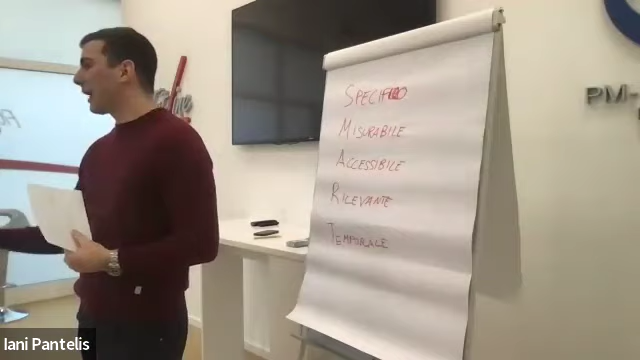 SPECIFICO
MISURABILE
ACCESSIBILE
RILEVANTE
TEMPORALE
PM-
Iani Pantelis